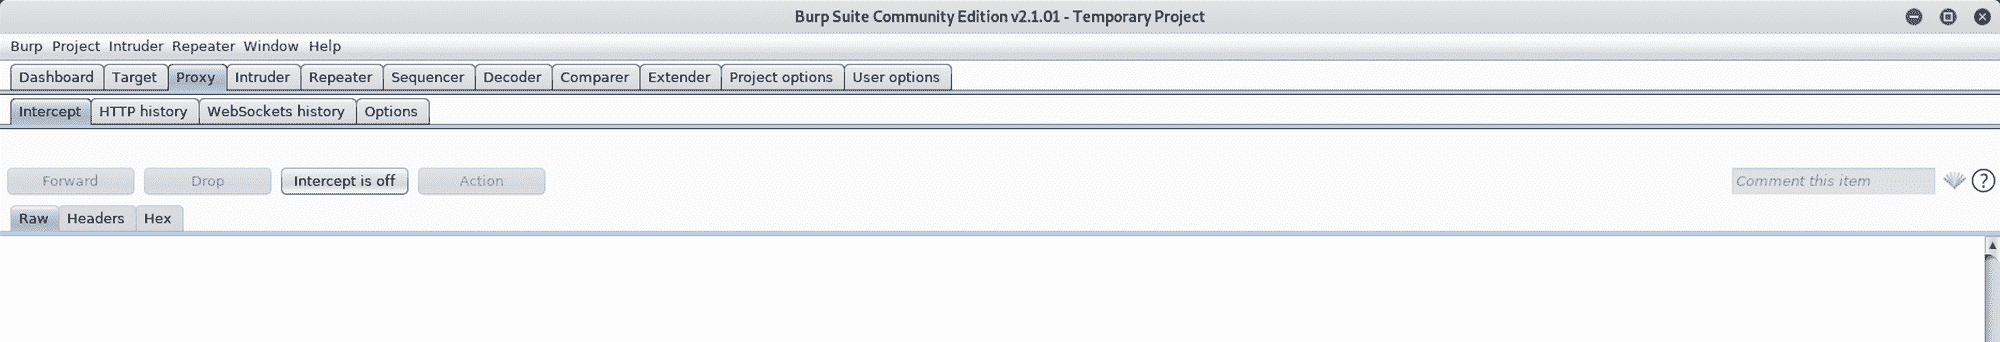 Burp Suite Community Edition v2.1.01 - Temporary Project
Burp Project Intruder Repeater Window Help
Dashboard Target Proxy Intruder Repeater Sequencer Decoder Comparer Extender Project options User options
Intercept HTTP history WebSockets history Options
Forward Drop Intercept is off Action Comment this item ?
Raw Headers Hex